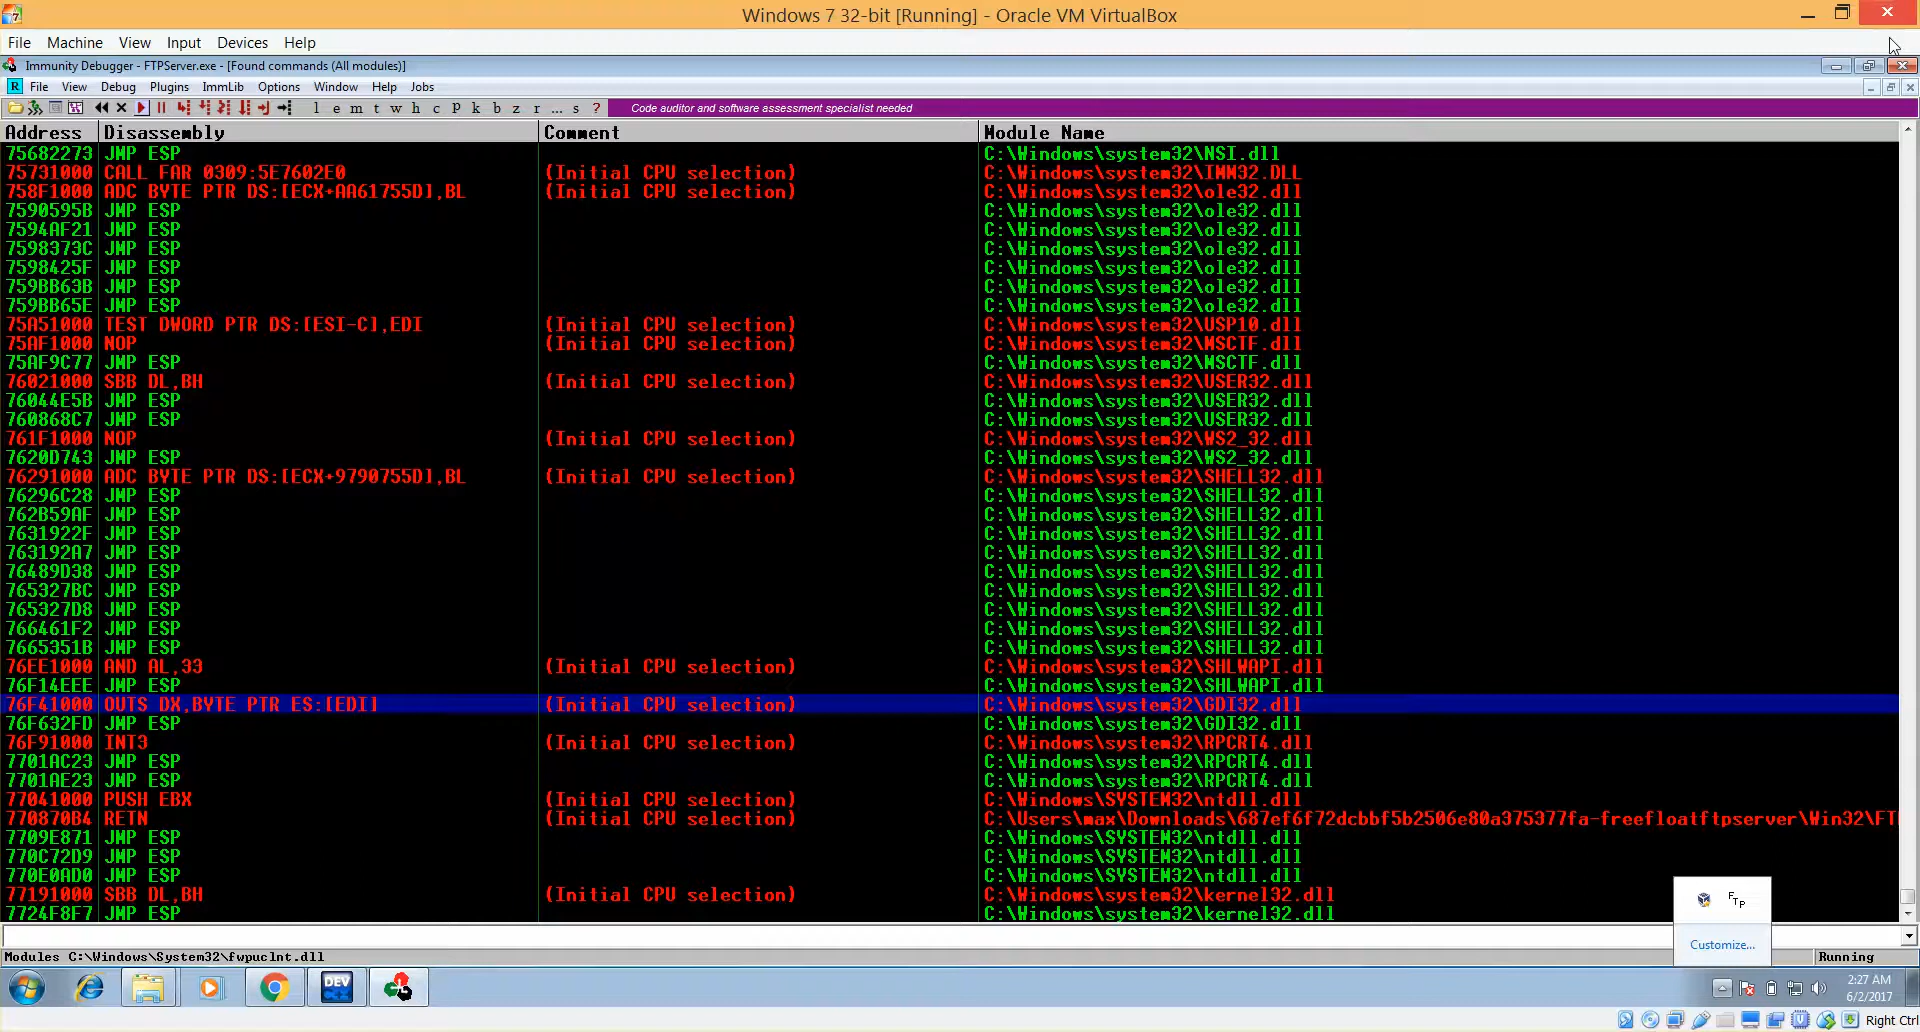 Windows 7 32-bit [Running] - Oracle VM VirtualBox
File Machine View Input Devices Help
Immunity Debugger - FTPServer.exe - [Found commands (All modules)]
File View Debug Plugins ImmLib Options Window Help Jobs
l e m t w h c P k b z r ... s ? Code auditor and software assessment specialist needed
Address Disassembly Comment Module Name
75682273 JMP ESP C:\Windows\system32\NSI.dll
75731000 CALL FAR 0309:5E7602E0 (Initial CPU selection) C:\Windows\system32\IMM32.DLL
758F1000 ADC BYTE PTR DS:[ECX+AA61755D],BL (Initial CPU selection) C:\Windows\system32\ole32.dll
7590595B JMP ESP C:\Windows\system32\ole32.dll
7594AF21 JMP ESP C:\Windows\system32\ole32.dll
7598373C JMP ESP C:\Windows\system32\ole32.dll
7598425F JMP ESP C:\Windows\system32\ole32.dll
759BB63B JMP ESP C:\Windows\system32\ole32.dll
759BB65E JMP ESP C:\Windows\system32\ole32.dll
75A51000 TEST DWORD PTR DS:[ESI-C],EDI (Initial CPU selection) C:\Windows\system32\USP10.dll
75AF1000 NOP (Initial CPU selection) C:\Windows\system32\MSCTF.dll
75AF9C77 JMP ESP C:\Windows\system32\MSCTF.dll
76021000 SBB DL,BH (Initial CPU selection) C:\Windows\system32\USER32.dll
76044E5B JMP ESP C:\Windows\system32\USER32.dll
760868C7 JMP ESP C:\Windows\system32\USER32.dll
761F1000 NOP (Initial CPU selection) C:\Windows\system32\WS2_32.dll
7620D743 JMP ESP C:\Windows\system32\WS2_32.dll
76291000 ADC BYTE PTR DS:[ECX+9790755D],BL (Initial CPU selection) C:\Windows\system32\SHELL32.dll
76296C28 JMP ESP C:\Windows\system32\SHELL32.dll
762B59AF JMP ESP C:\Windows\system32\SHELL32.dll
7631922F JMP ESP C:\Windows\system32\SHELL32.dll
763192A7 JMP ESP C:\Windows\system32\SHELL32.dll
76489D38 JMP ESP C:\Windows\system32\SHELL32.dll
765327BC JMP ESP C:\Windows\system32\SHELL32.dll
765327D8 JMP ESP C:\Windows\system32\SHELL32.dll
766461F2 JMP ESP C:\Windows\system32\SHELL32.dll
7665351B JMP ESP C:\Windows\system32\SHELL32.dll
76EE1000 AND AL,33 (Initial CPU selection) C:\Windows\system32\SHLWAPI.dll
76F14EEE JMP ESP C:\Windows\system32\SHLWAPI.dll
76F41000 OUTS DX,BYTE PTR ES:[EDI] (Initial CPU selection) C:\Windows\system32\GDI32.dll
76F632FD JMP ESP C:\Windows\system32\GDI32.dll
76F91000 INT3 (Initial CPU selection) C:\Windows\system32\RPCRT4.dll
7701AC23 JMP ESP C:\Windows\system32\RPCRT4.dll
7701AE23 JMP ESP C:\Windows\system32\RPCRT4.dll
77041000 PUSH EBX (Initial CPU selection) C:\Windows\SYSTEM32\ntdll.dll
770870B4 RETN (Initial CPU selection) C:\Users\max\Downloads\687ef6f72dcbbf5b2506e80a375377fa-freefloatftpserver\Win32\FT
7709E871 JMP ESP C:\Windows\SYSTEM32\ntdll.dll
770C72D9 JMP ESP C:\Windows\SYSTEM32\ntdll.dll
770E0AD0 JMP ESP C:\Windows\SYSTEM32\ntdll.dll
77191000 SBB DL,BH (Initial CPU selection) C:\Windows\system32\kernel32.dll
7724F8F7 JMP ESP C:\Windows\system32\kernel32.dll
FTP
Customize...
Modules C:\Windows\System32\fwpuclnt.dll Running
DEV
2:27 AM
6/2/2017
Right Ctrl